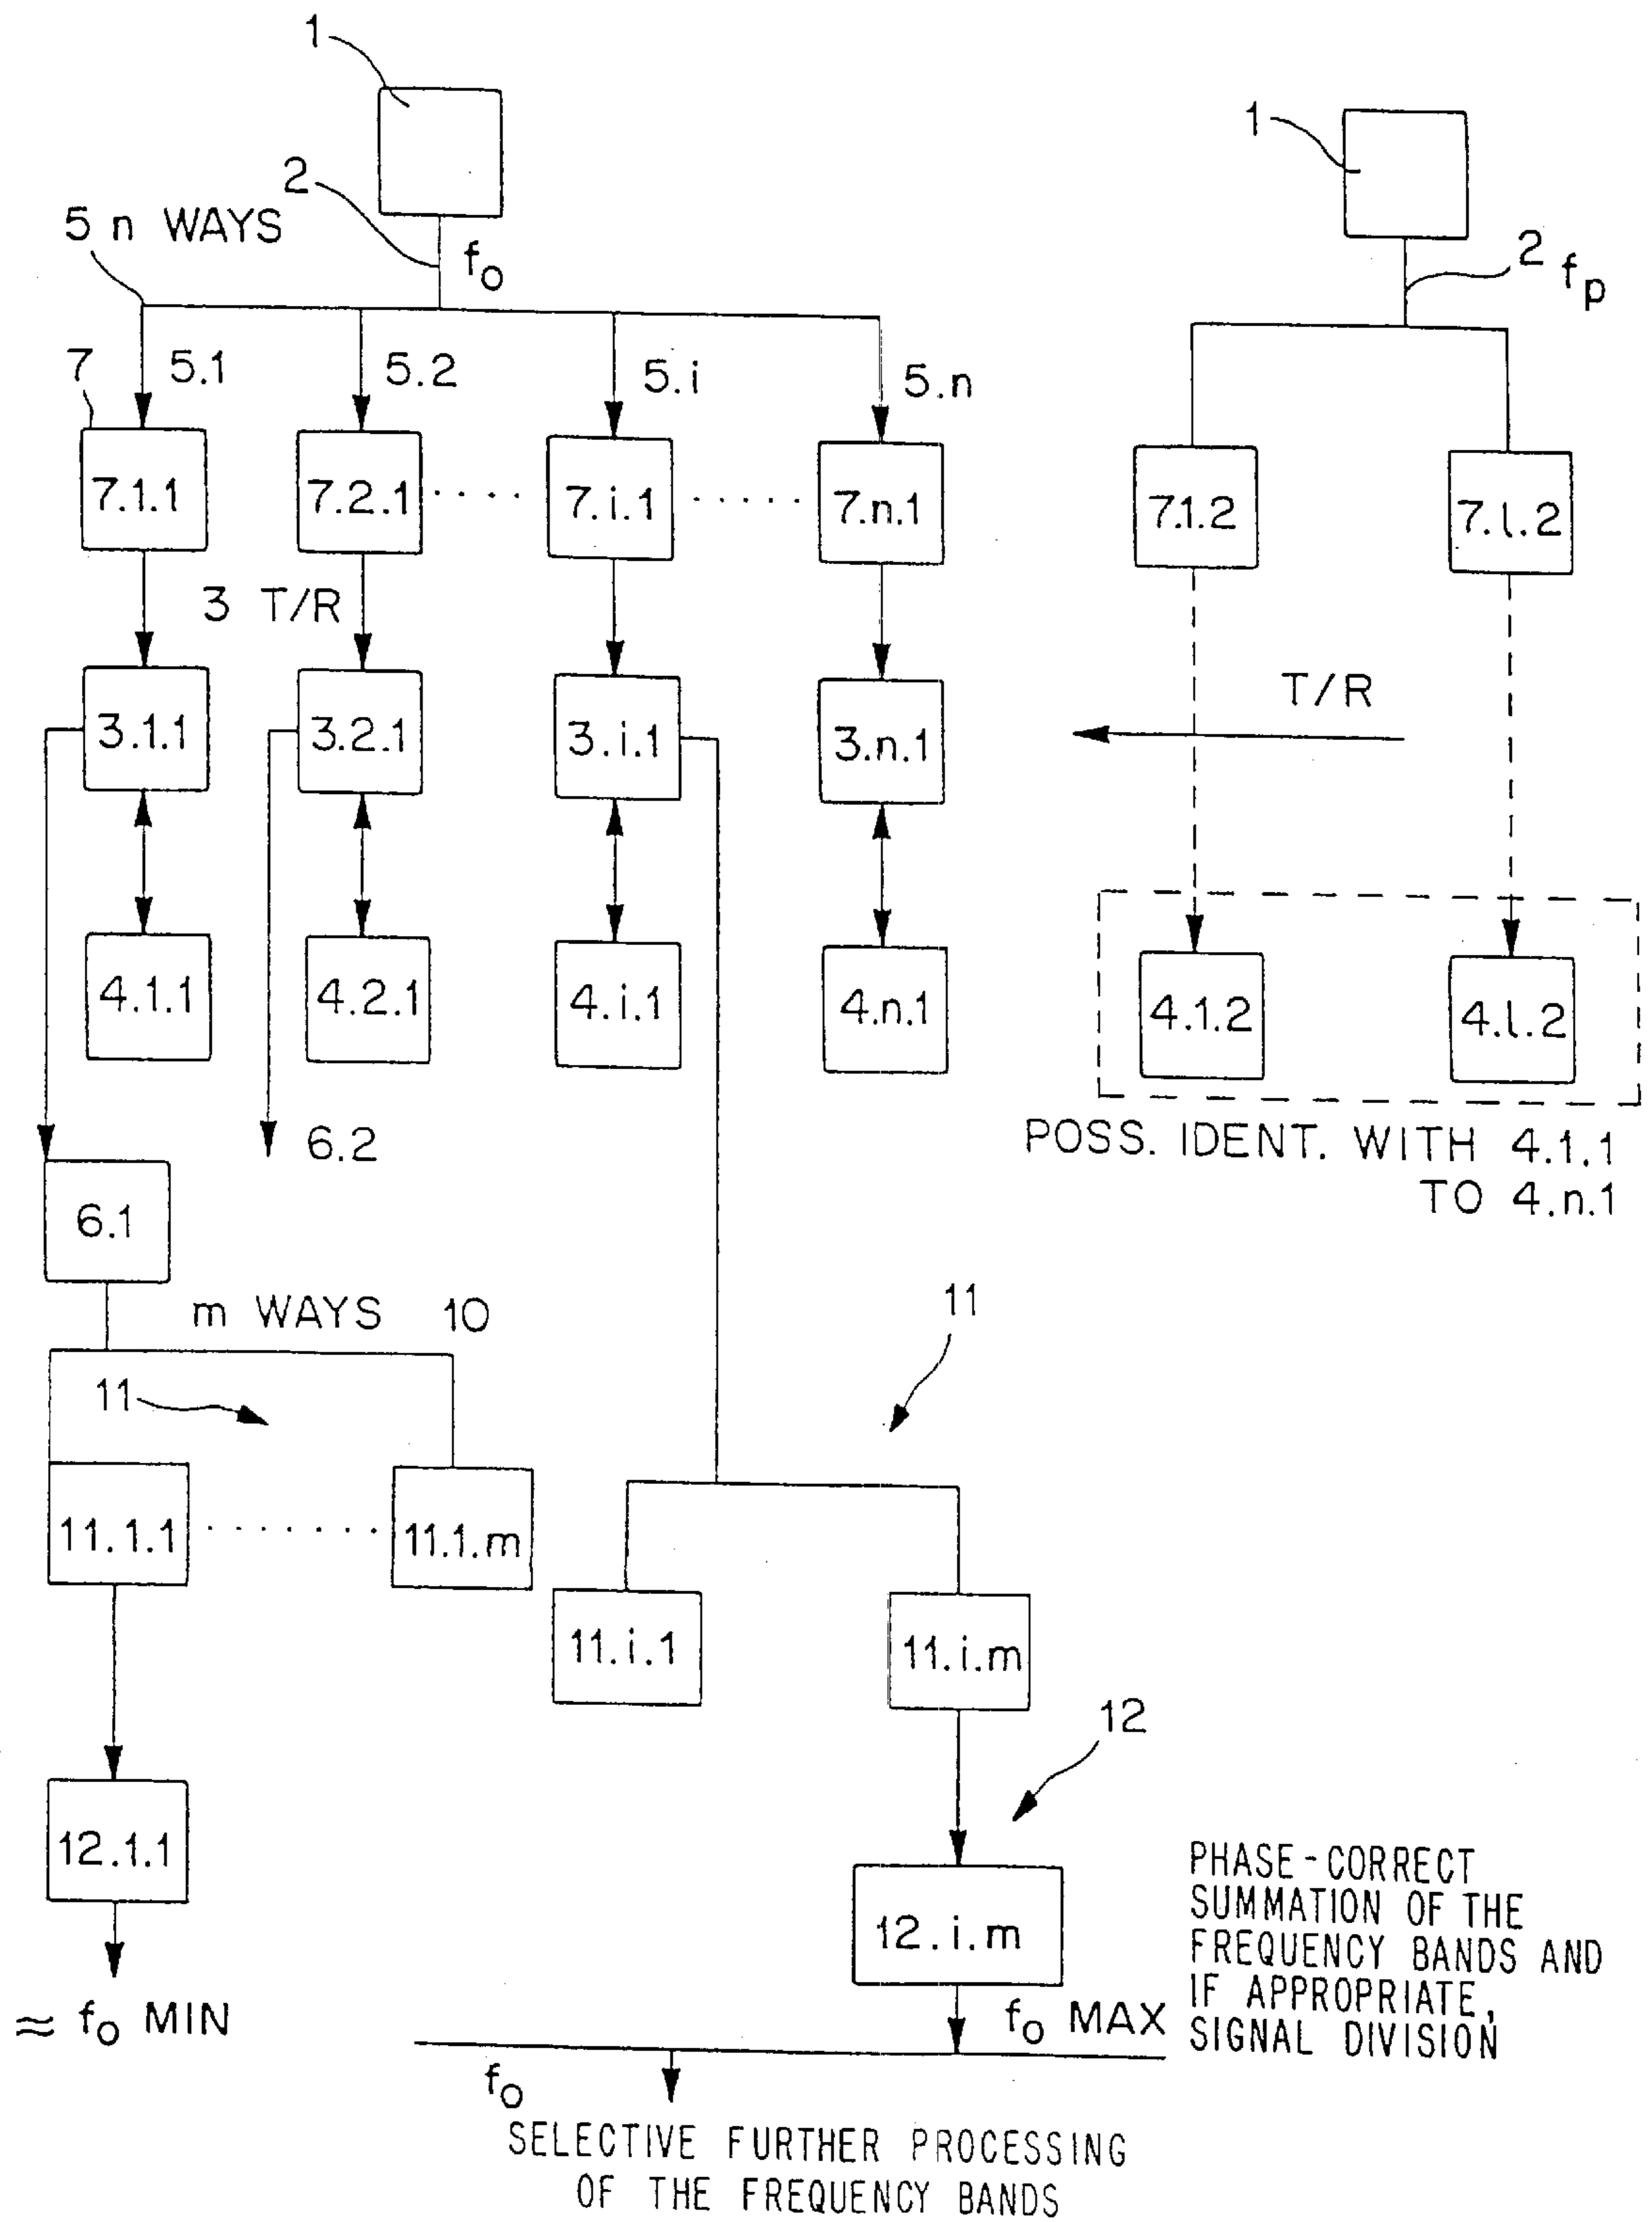 1
1
2
5 n WAYS
fo
2
fp
7
5.1
5.2
5.i
5.n
7.1.1
7.2.1
7.i.1
7.n.1
7.1.2
7.l.2
3 T/R
T/R
3.1.1
3.2.1
3.i.1
3.n.1
4.1.1
4.2.1
4.i.1
4.n.1
4.1.2
4.l.2
6.2
POSS. IDENT. WITH 4.1.1
TO 4.n.1
6.1
m WAYS 10
11
11
11.1.1
11.1.m
11.i.1
11.i.m
12
12.1.1
12.i.m
PHASE-CORRECT
SUMMATION OF THE
FREQUENCY BANDS AND
IF APPROPRIATE,
SIGNAL DIVISION
≈ fo MIN
fo MAX
fo
SELECTIVE FURTHER PROCESSING
OF THE FREQUENCY BANDS